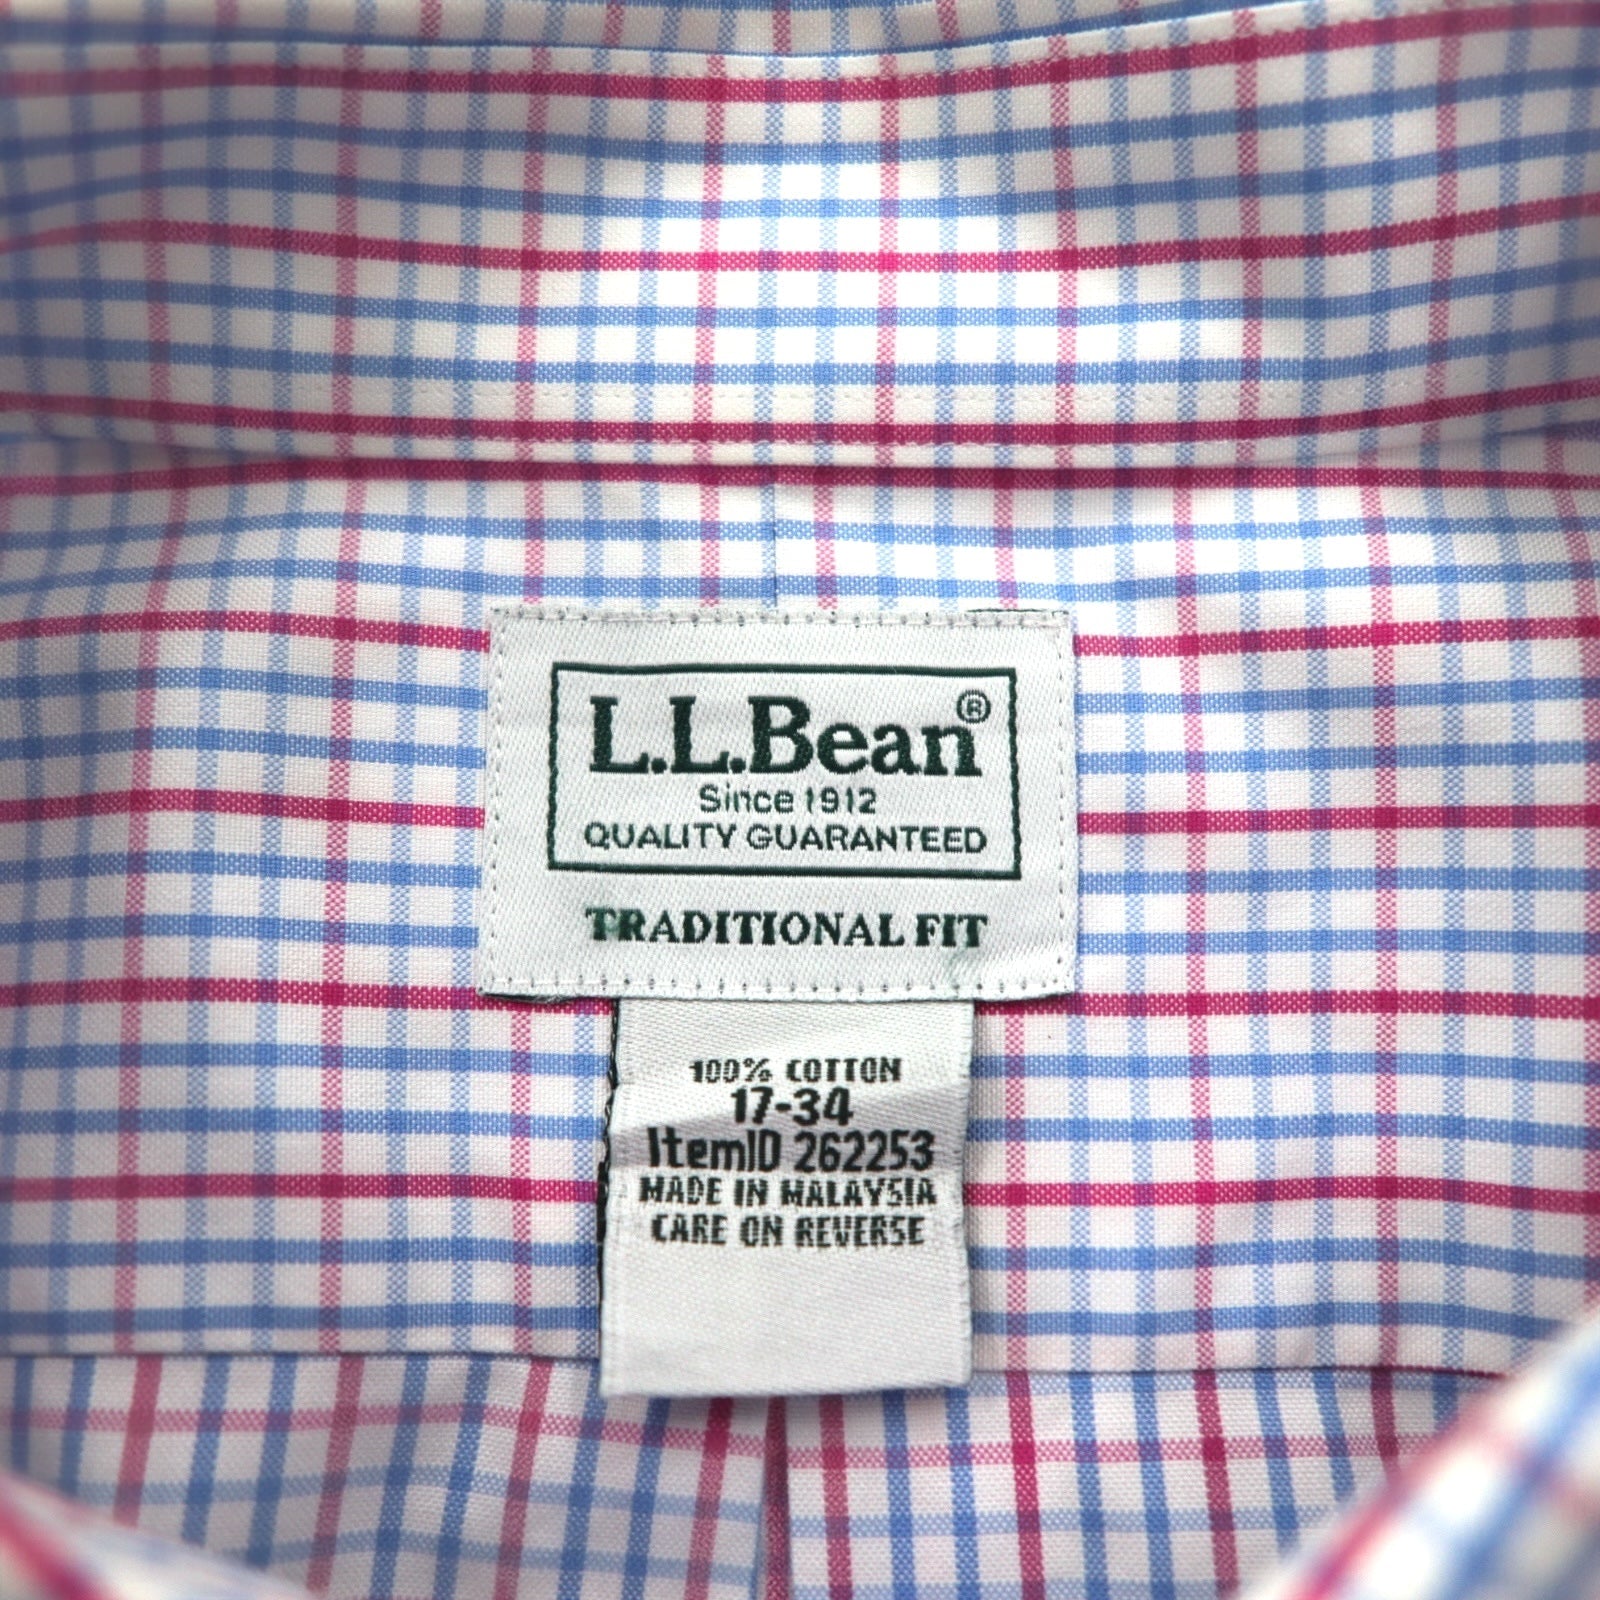 L.L.Bean®
Since 1912
QUALITY GUARANTEED
TRADITIONAL FIT
100% COTTON
17-34
ItemID 262253
MADE IN MALAYSIA
CARE ON REVERSE